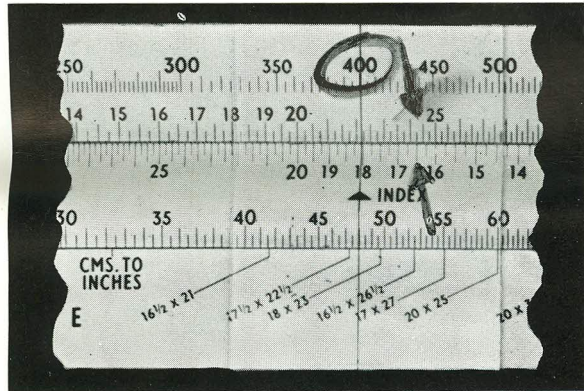 250 300 350 400 450 500
14 15 16 17 18 19 20 25
25 20 19 18 17 16 15 14
INDEX
30 35 40 45 50 55 60
CMS. TO
INCHES
E
16½ x 21
17½ x 22½
18 x 23
16½ x 26½
17 x 27
20 x 25
20 x